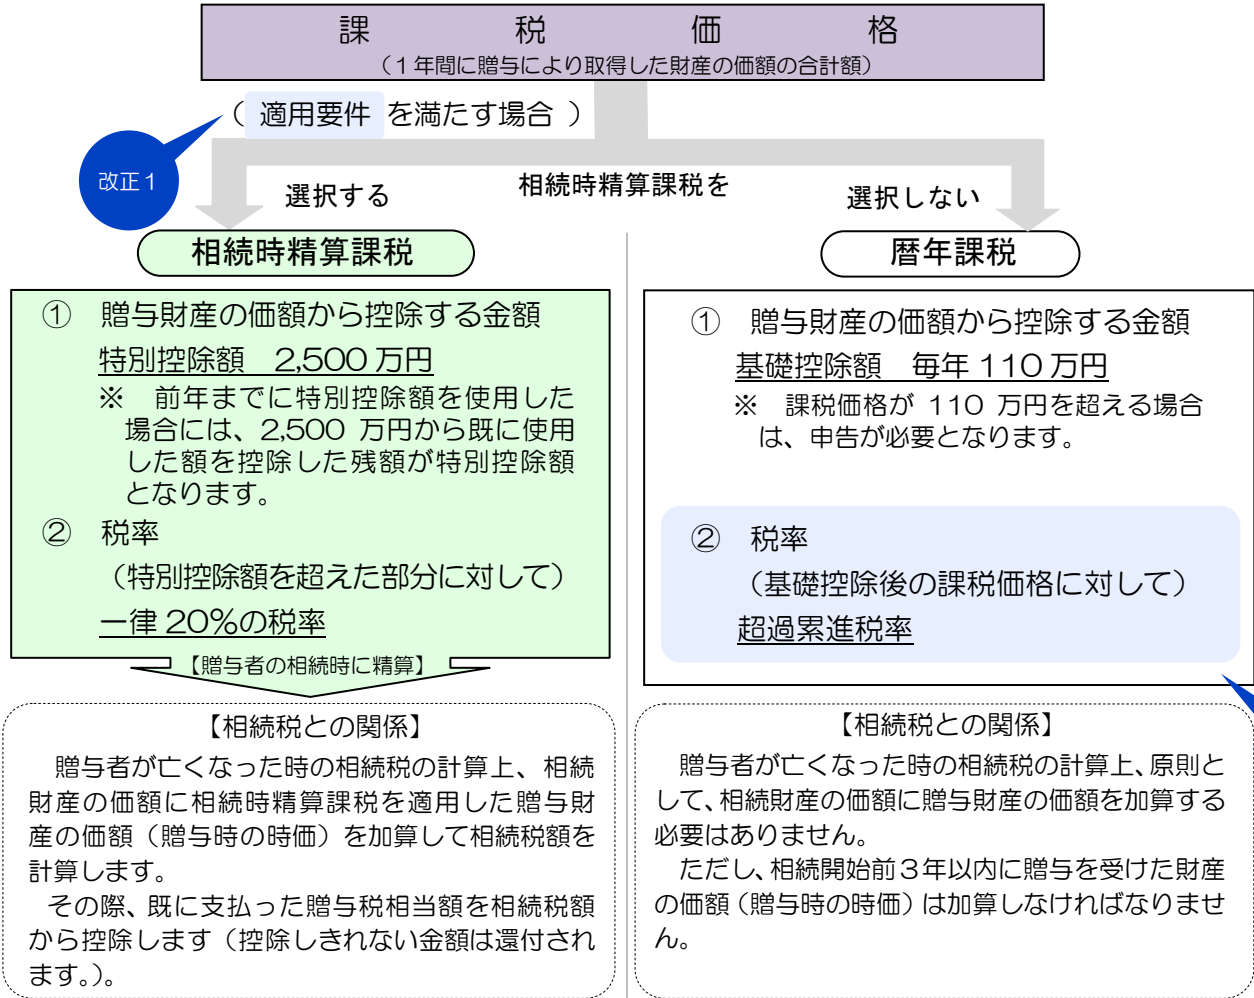 課税価格
（１年間に贈与により取得した財産の価額の合計額）
（ 適用要件 を満たす場合 ）
改正１
相続時精算課税を
選択する
選択しない
相続時精算課税
① 贈与財産の価額から控除する金額
特別控除額 2,500 万円
※ 前年までに特別控除額を使用した
場合には、2,500 万円から既に使用
した額を控除した残額が特別控除額
となります。
② 税率
（特別控除額を超えた部分に対して）
一律 20％の税率
【贈与者の相続時に精算】
【相続税との関係】
贈与者が亡くなった時の相続税の計算上、相続
財産の価額に相続時精算課税を適用した贈与財
産の価額（贈与時の時価）を加算して相続税額を
計算します。
その際、既に支払った贈与税相当額を相続税額
から控除します（控除しきれない金額は還付され
ます。）。
暦年課税
① 贈与財産の価額から控除する金額
基礎控除額 毎年 110 万円
※ 課税価格が 110 万円を超える場合
は、申告が必要となります。
② 税率
（基礎控除後の課税価格に対して）
超過累進税率
【相続税との関係】
贈与者が亡くなった時の相続税の計算上、原則と
して、相続財産の価額に贈与財産の価額を加算する
必要はありません。
ただし、相続開始前３年以内に贈与を受けた財産
の価額（贈与時の時価）は加算しなければなりませ
ん。